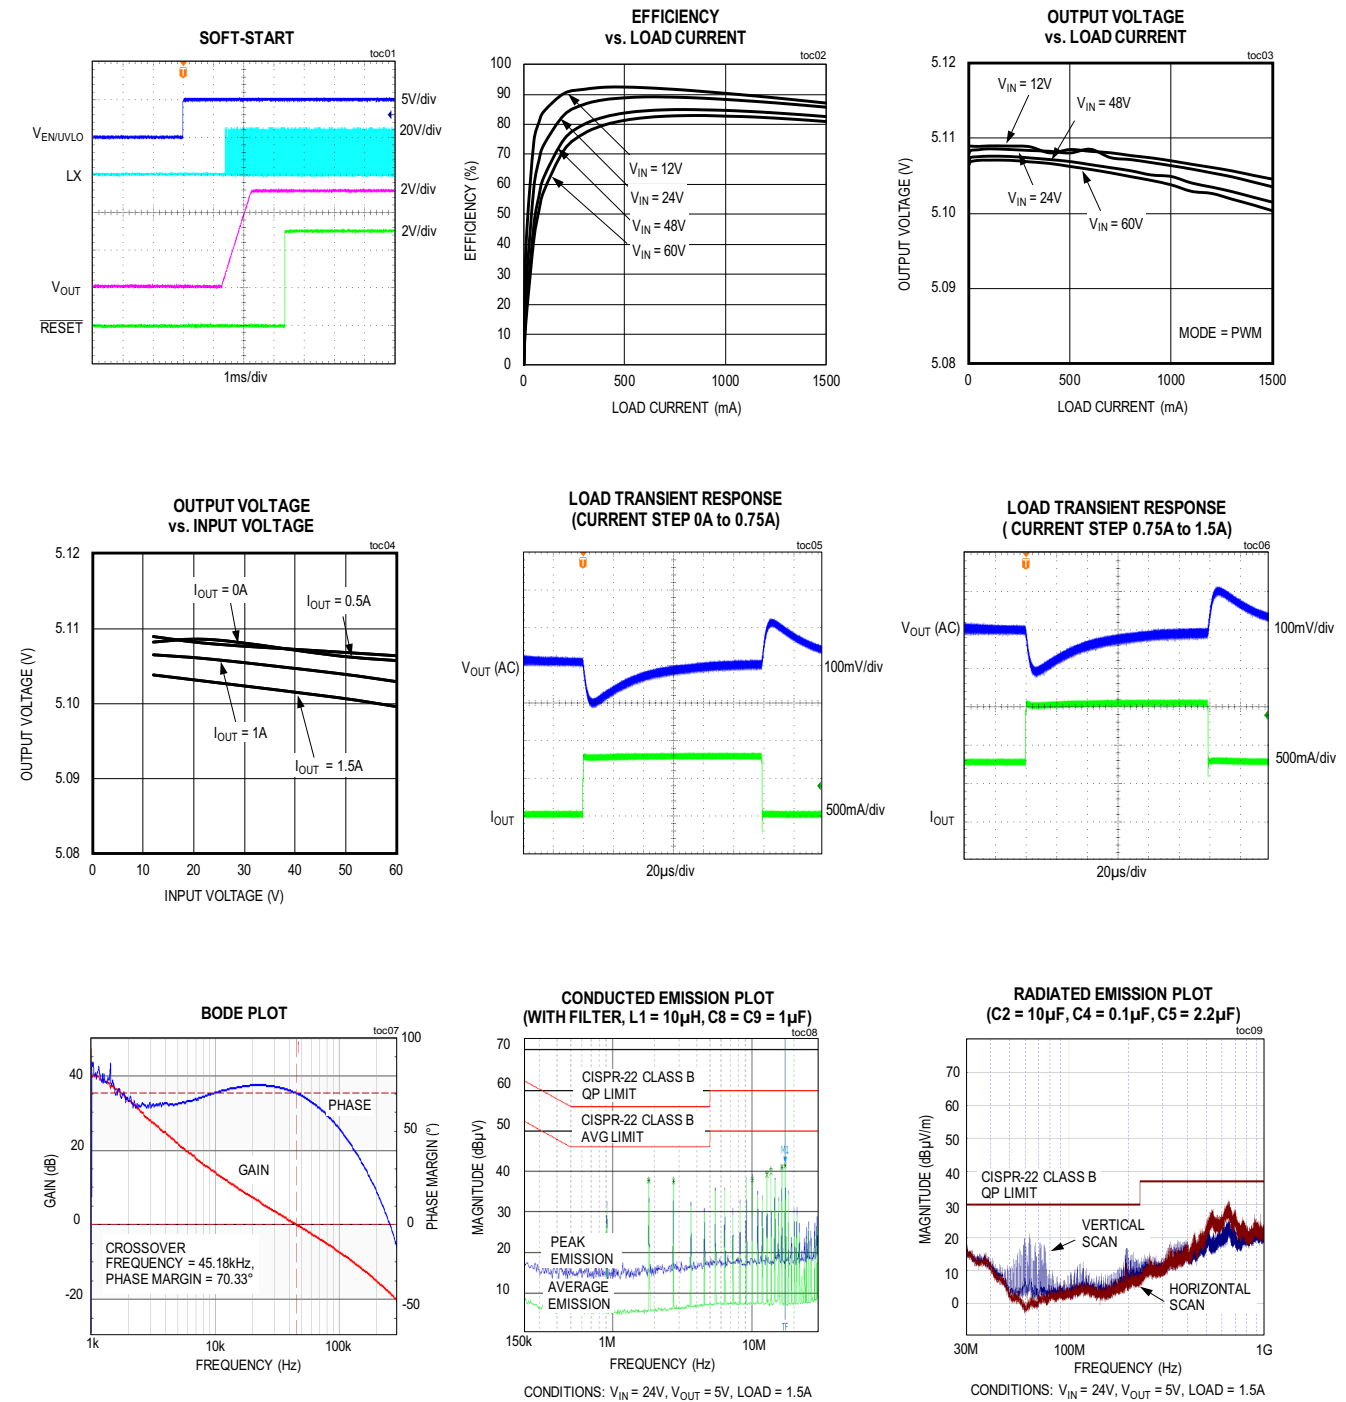 SOFT-START
toc01
5V/div
V_EN/UVLO
20V/div
LX
2V/div
2V/div
V_OUT
RESET
1ms/div
EFFICIENCY
vs. LOAD CURRENT
toc02
EFFICIENCY (%)
100
90
80
70
60
50
40
30
20
10
0
V_IN = 12V
V_IN = 24V
V_IN = 48V
V_IN = 60V
0 500 1000 1500
LOAD CURRENT (mA)
OUTPUT VOLTAGE
vs. LOAD CURRENT
toc03
OUTPUT VOLTAGE (V)
5.12
5.11
5.10
5.09
5.08
V_IN = 12V
V_IN = 48V
V_IN = 24V
V_IN = 60V
MODE = PWM
0 500 1000 1500
LOAD CURRENT (mA)
OUTPUT VOLTAGE
vs. INPUT VOLTAGE
toc04
OUTPUT VOLTAGE (V)
5.12
5.11
5.10
5.09
5.08
I_OUT = 0A
I_OUT = 0.5A
I_OUT = 1A
I_OUT = 1.5A
0 10 20 30 40 50 60
INPUT VOLTAGE (V)
LOAD TRANSIENT RESPONSE
(CURRENT STEP 0A to 0.75A)
toc05
V_OUT (AC)
100mV/div
I_OUT
500mA/div
20µs/div
LOAD TRANSIENT RESPONSE
( CURRENT STEP 0.75A to 1.5A)
toc06
V_OUT (AC)
100mV/div
500mA/div
I_OUT
20µs/div
BODE PLOT
toc07
GAIN (dB)
40
20
0
-20
100
50
0
-50
PHASE MARGIN (°)
PHASE
GAIN
CROSSOVER
FREQUENCY = 45.18kHz,
PHASE MARGIN = 70.33°
1k 10k 100k
FREQUENCY (Hz)
CONDUCTED EMISSION PLOT
(WITH FILTER, L1 = 10µH, C8 = C9 = 1µF)
toc08
MAGNITUDE (dBµV)
70
60
50
40
30
20
10
CISPR-22 CLASS B
QP LIMIT
CISPR-22 CLASS B
AVG LIMIT
M1
PEAK
EMISSION
AVERAGE
EMISSION
TF
150k 1M 10M
FREQUENCY (Hz)
CONDITIONS: V_IN = 24V, V_OUT = 5V, LOAD = 1.5A
RADIATED EMISSION PLOT
(C2 = 10µF, C4 = 0.1µF, C5 = 2.2µF)
toc09
MAGNITUDE (dBµV/m)
70
60
50
40
30
20
10
0
CISPR-22 CLASS B
QP LIMIT
VERTICAL
SCAN
HORIZONTAL
SCAN
30M 100M 1G
FREQUENCY (Hz)
CONDITIONS: V_IN = 24V, V_OUT = 5V, LOAD = 1.5A